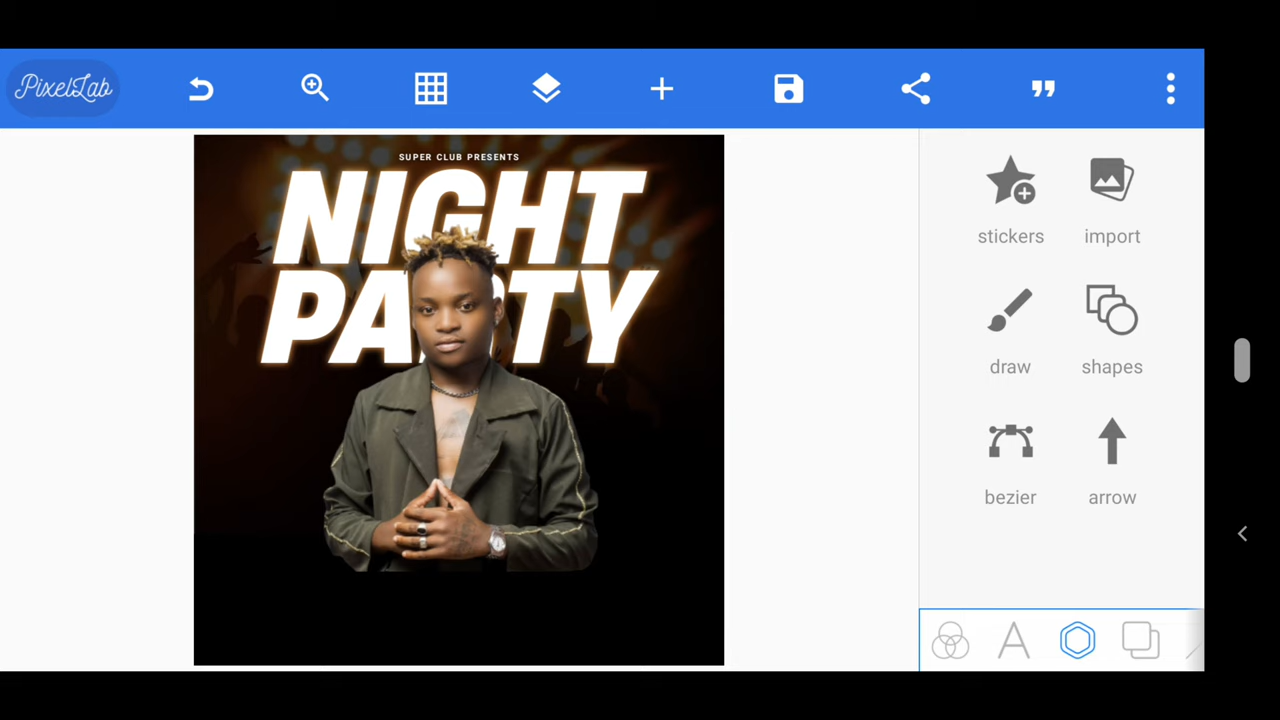 PixelLab
SUPER CLUB PRESENTS
NIGHT
PARTY
stickers
import
draw
shapes
bezier
arrow